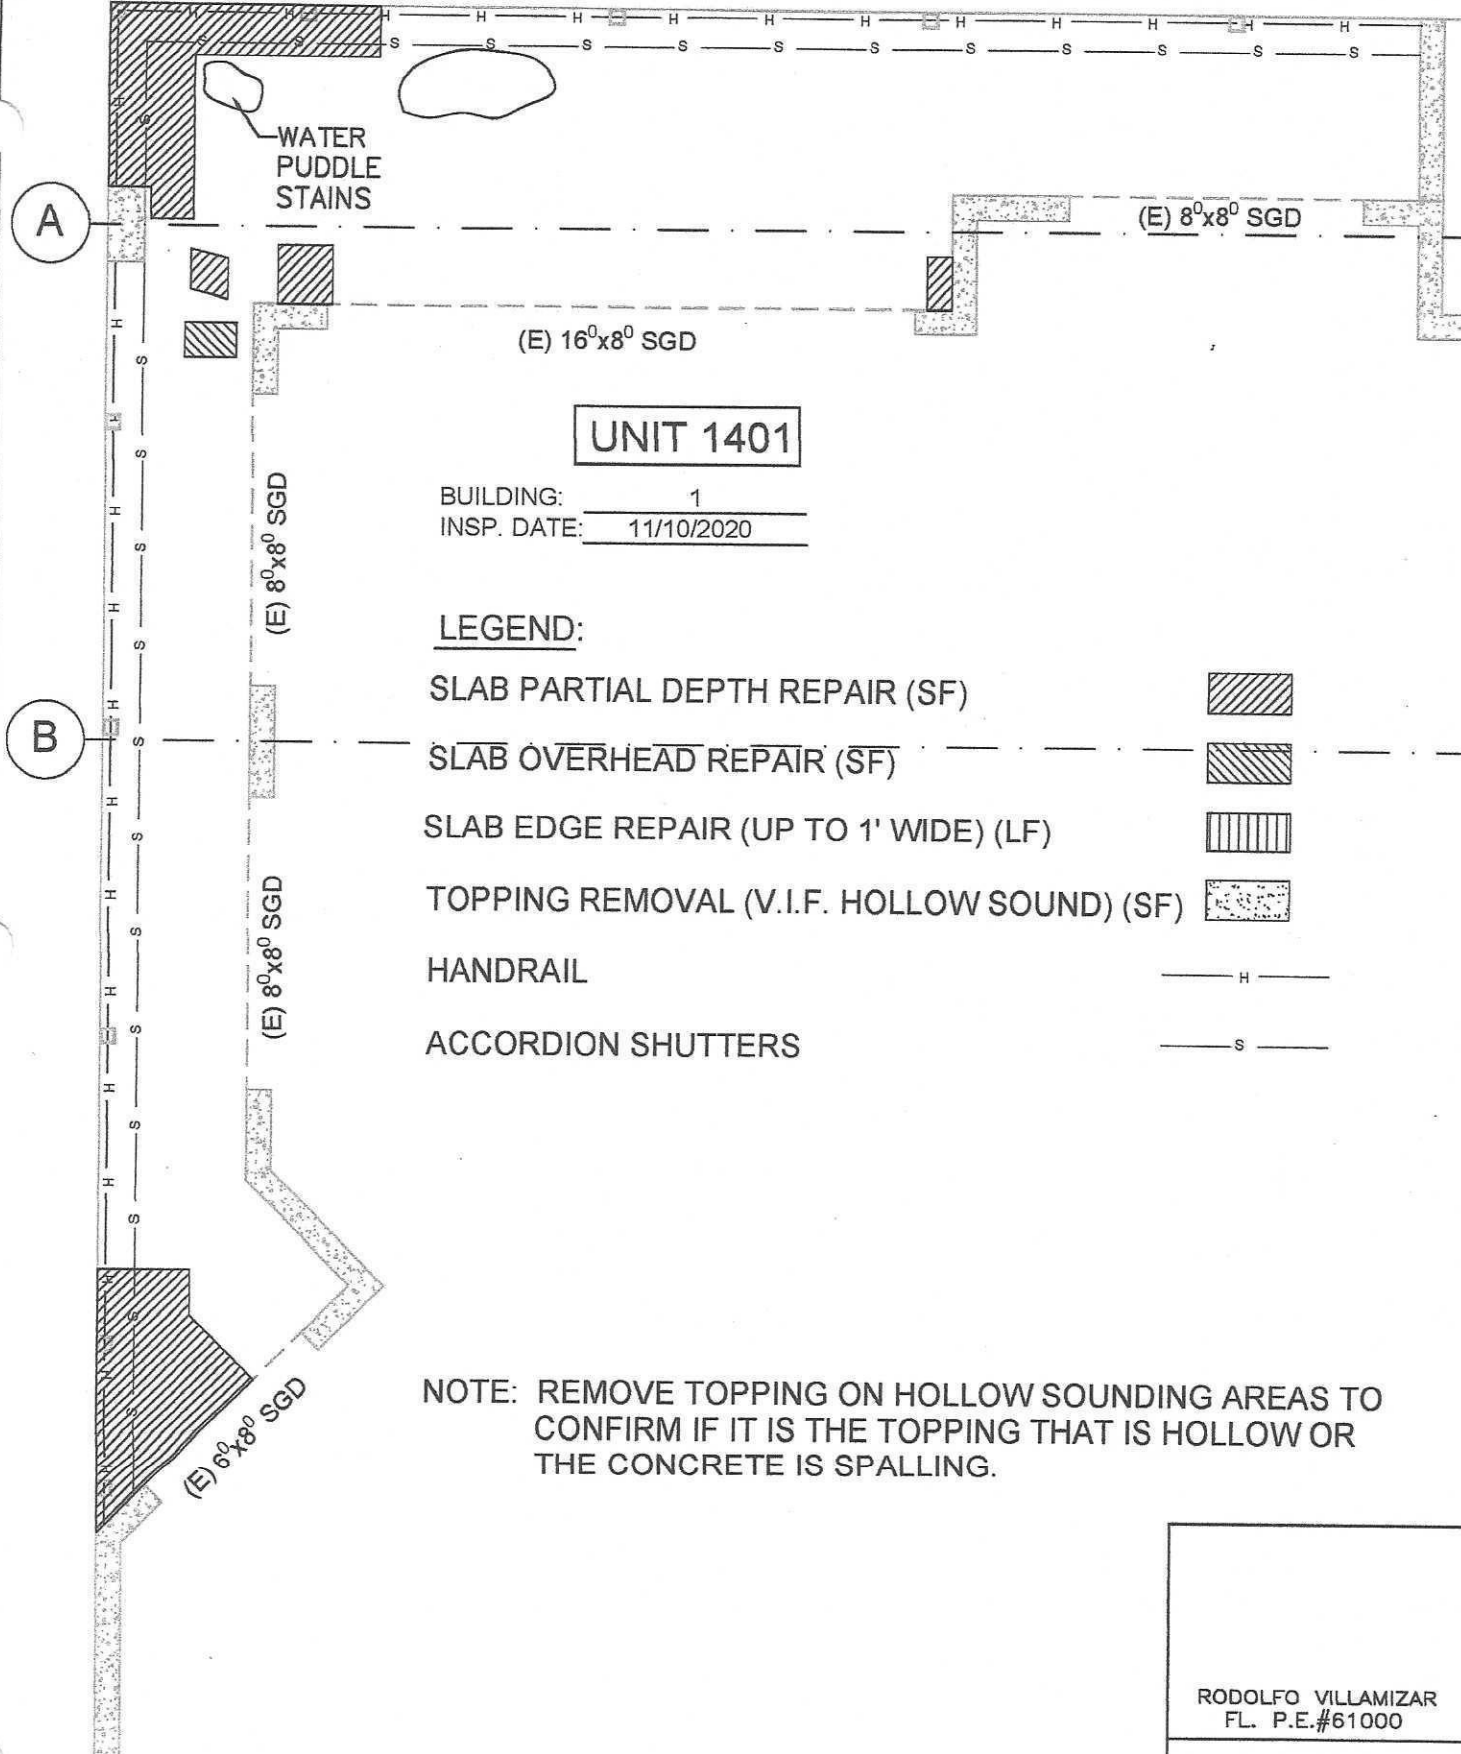 WATER
PUDDLE
STAINS
A
(E) 8⁰x8⁰ SGD
(E) 16⁰x8⁰ SGD
UNIT 1401
BUILDING: 1
INSP. DATE: 11/10/2020
(E) 8⁰x8⁰ SGD
LEGEND:
SLAB PARTIAL DEPTH REPAIR (SF)
B
SLAB OVERHEAD REPAIR (SF)
SLAB EDGE REPAIR (UP TO 1' WIDE) (LF)
TOPPING REMOVAL (V.I.F. HOLLOW SOUND) (SF)
(E) 8⁰x8⁰ SGD
HANDRAIL H
ACCORDION SHUTTERS S
(E) 6⁰x8⁰ SGD
NOTE: REMOVE TOPPING ON HOLLOW SOUNDING AREAS TO
CONFIRM IF IT IS THE TOPPING THAT IS HOLLOW OR
THE CONCRETE IS SPALLING.
RODOLFO VILLAMIZAR
FL. P.E.#61000